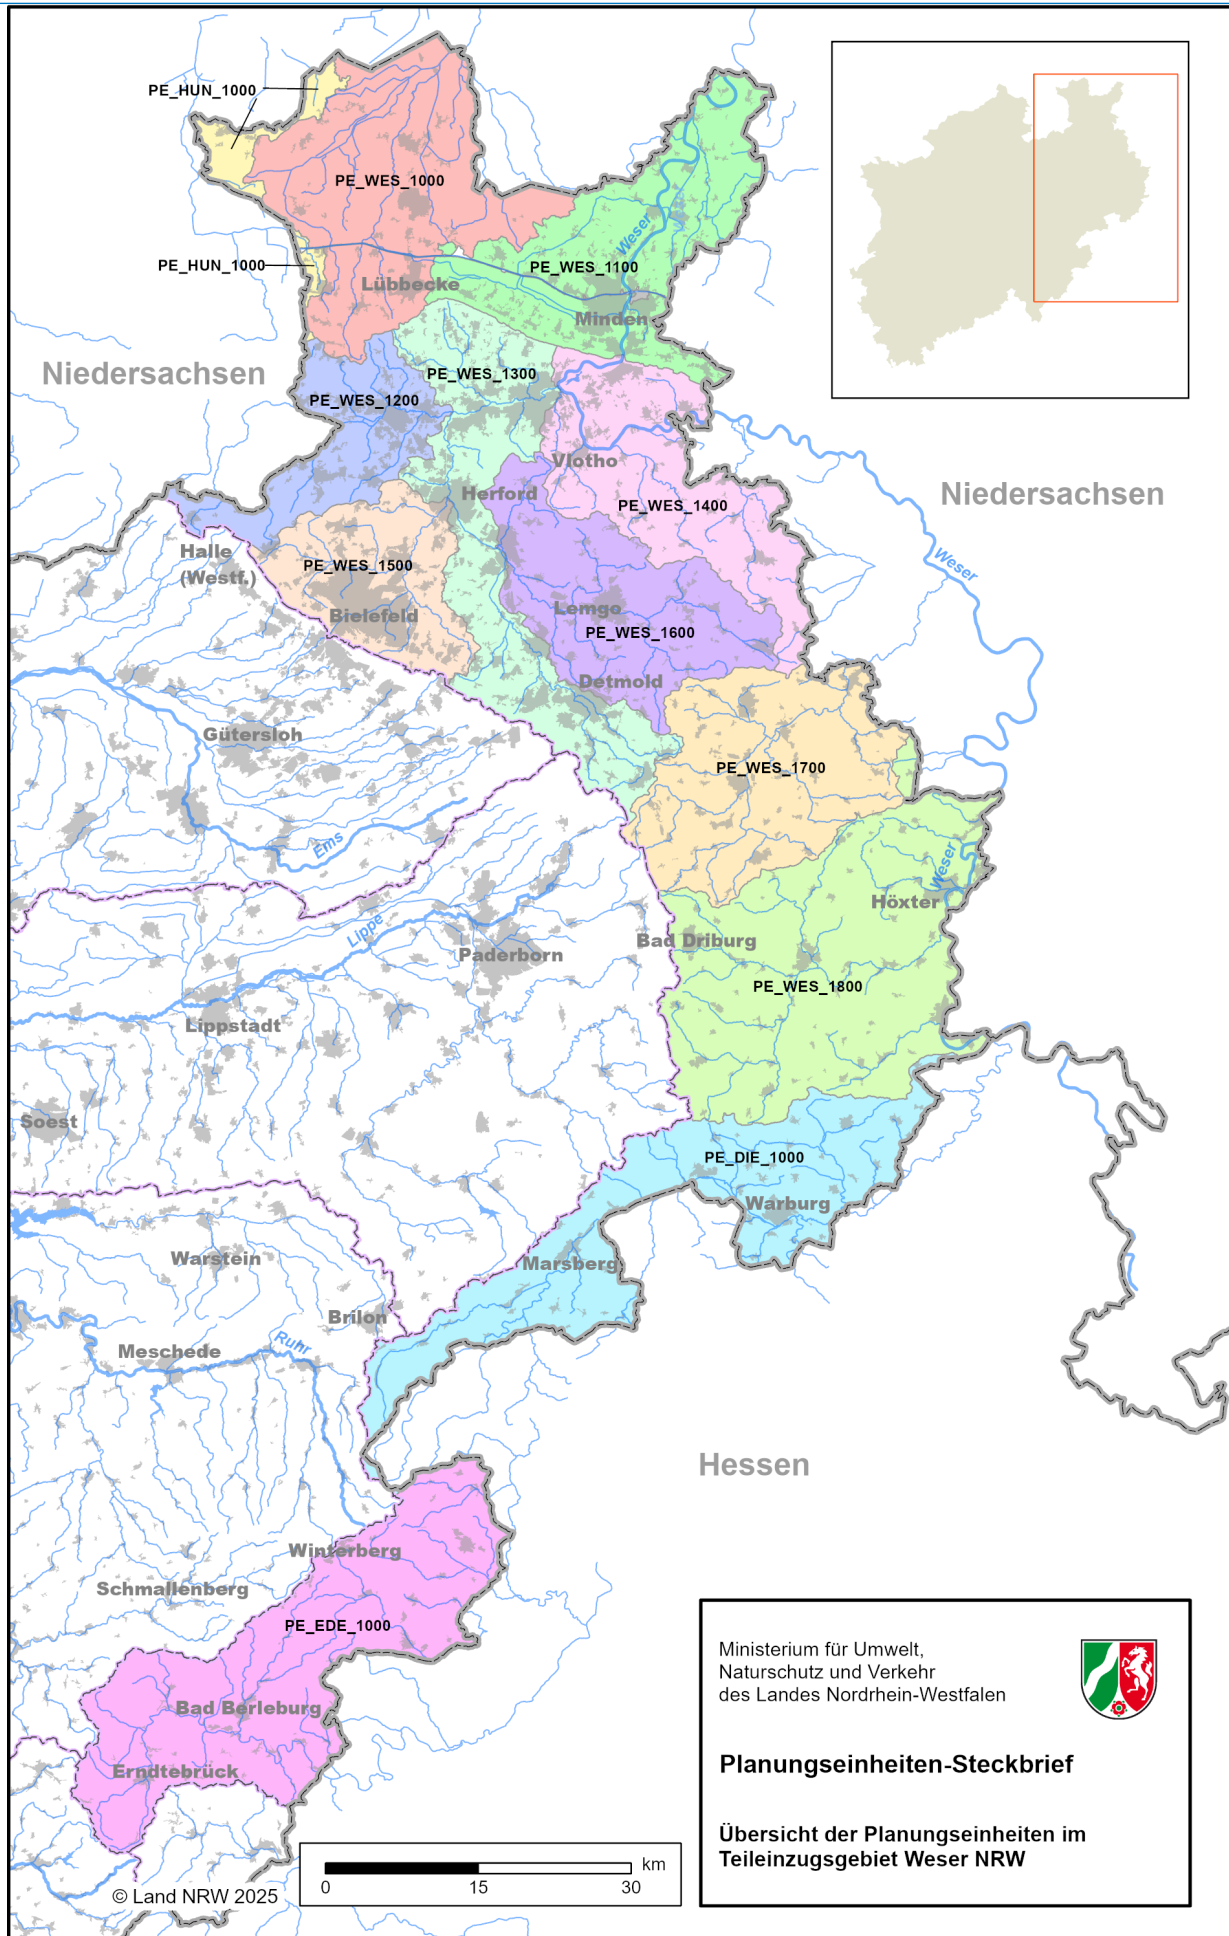 PE_HUN_1000
PE_WES_1000
PE_HUN_1000
Weser
PE_WES_1100
Lübbecke
Minden
Niedersachsen
PE_WES_1300
PE_WES_1200
Vlotho
Herford
PE_WES_1400
Niedersachsen
Halle
(Westf.)
PE_WES_1500
Weser
Bielefeld
Lemgo
PE_WES_1600
Detmold
Gütersloh
PE_WES_1700
Ems
Weser
Höxter
Lippe
Bad Driburg
Paderborn
PE_WES_1800
Lippstadt
Soest
PE_DIE_1000
Warburg
Warstein
Marsberg
Brilon
Ruhr
Meschede
Hessen
Winterberg
Schmallenberg
PE_EDE_1000
Bad Berleburg
Erndtebrück
Ministerium für Umwelt,
Naturschutz und Verkehr
des Landes Nordrhein-Westfalen
Planungseinheiten-Steckbrief
Übersicht der Planungseinheiten im
Teileinzugsgebiet Weser NRW
km
0 15 30
© Land NRW 2025